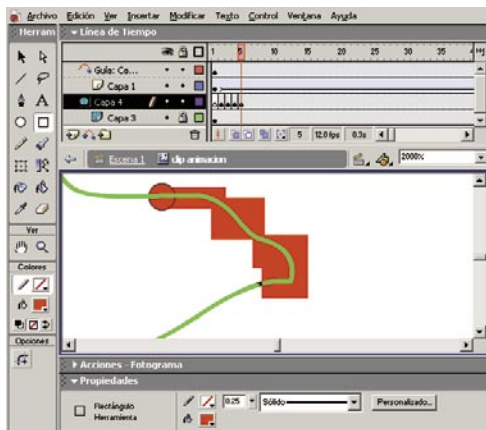 Archivo Edición Ver Insertar Modificar Texto Control Ventana Ayuda
Herram
Línea de Tiempo
1 5 10 15 20 25 30 35
Guía: Ca...
Capa 1
Capa 4
Capa 3
5 12.0 fps 0.3s
Escena 1 clip animacion 2000%
Ver
Colores
Opciones
Acciones - Fotograma
Propiedades
Rectángulo
Herramienta
0.25 Sólido Personalizado...